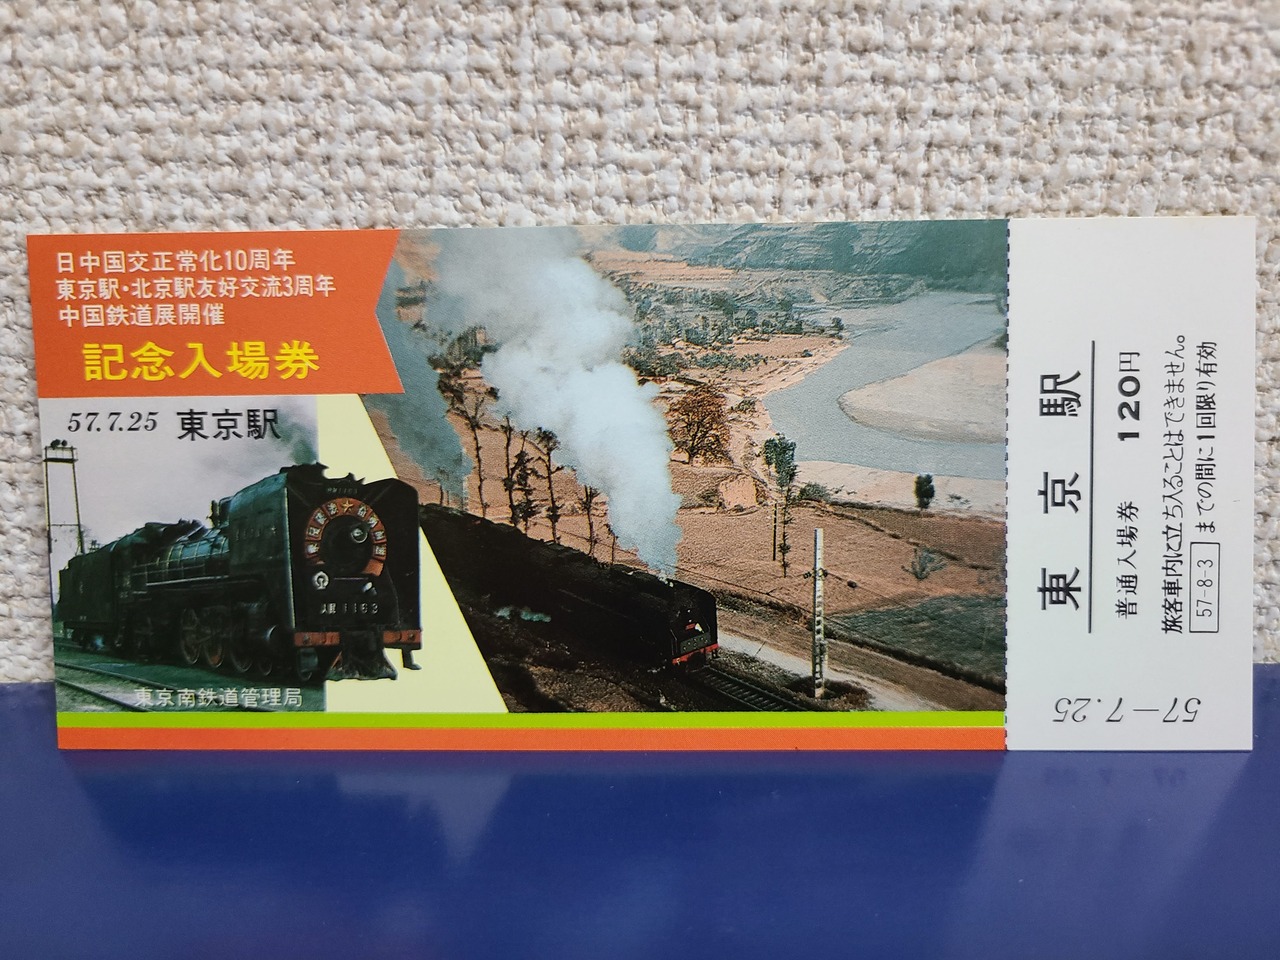 日中国交正常化10周年
東京駅・北京駅友好交流3周年
中国鉄道展開催
記念入場券
57.7.25 東京駅
1163
東京南鉄道管理局
東京駅
普通入場券 120円
旅客車内に立ち入ることはできません。
57-8-3 までの間に1回限り有効
57-7.25